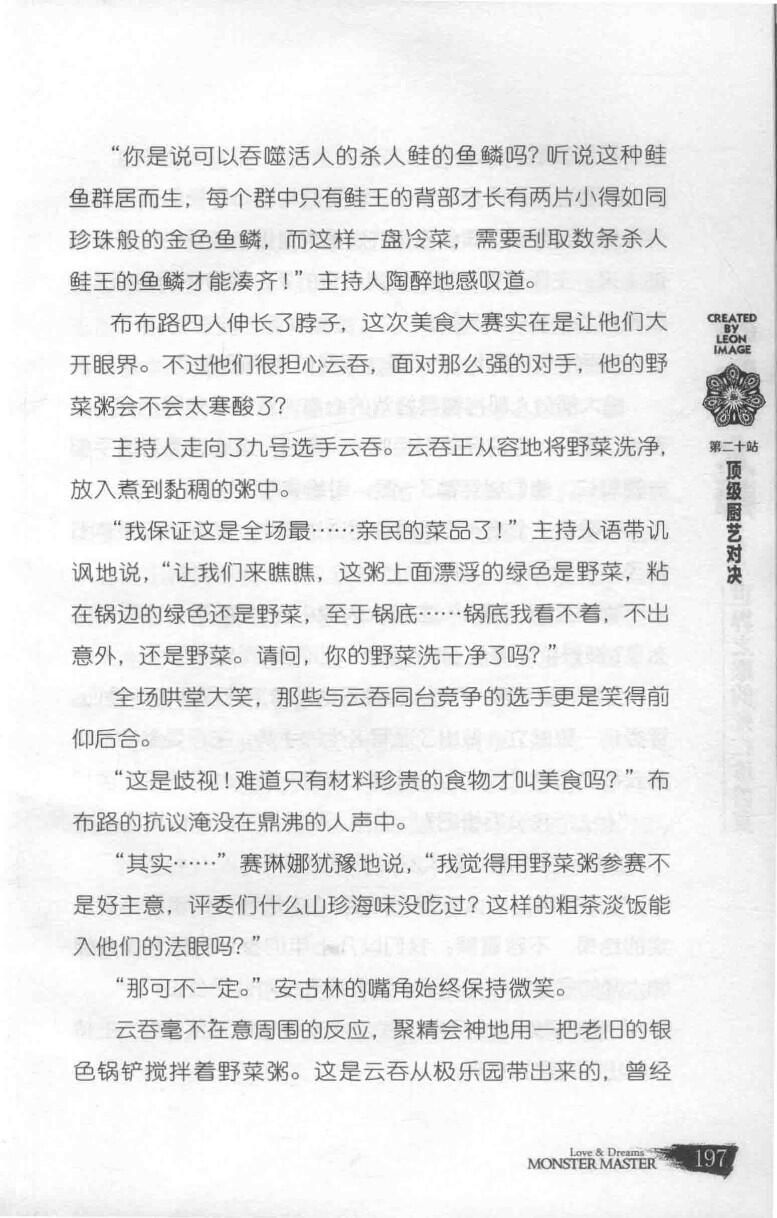 “你是说可以吞噬活人的杀人鲑的鱼鳞吗？听说这种鲑
鱼群居而生，每个群中只有鲑王的背部才长有两片小得如同
珍珠般的金色鱼鳞，而这样一盘冷菜，需要刮取数条杀人
鲑王的鱼鳞才能凑齐！”主持人陶醉地感叹道。
布布路四人伸长了脖子，这次美食大赛实在是让他们大
开眼界。不过他们很担心云吞，面对那么强的对手，他的野
菜粥会不会太寒酸了？
主持人走向了九号选手云吞。云吞正从容地将野菜洗净，
放入煮到黏稠的粥中。
“我保证这是全场最……亲民的菜品了！”主持人语带讥
讽地说，“让我们来瞧瞧，这粥上面漂浮的绿色是野菜，粘
在锅边的绿色还是野菜，至于锅底……锅底我看不着，不出
意外，还是野菜。请问，你的野菜洗干净了吗？”
全场哄堂大笑，那些与云吞同台竞争的选手更是笑得前
仰后合。
“这是歧视！难道只有材料珍贵的食物才叫美食吗？”布
布路的抗议淹没在鼎沸的人声中。
“其实……”赛琳娜犹豫地说，“我觉得用野菜粥参赛不
是好主意，评委们什么山珍海味没吃过？这样的粗茶淡饭能
入他们的法眼吗？”
“那可不一定。”安古林的嘴角始终保持微笑。
云吞毫不在意周围的反应，聚精会神地用一把老旧的银
色锅铲搅拌着野菜粥。这是云吞从极乐园带出来的，曾经
CREATED
BY
LEON
IMAGE
第二十站
顶级厨艺对决
Love & Dreams
MONSTER MASTER
197